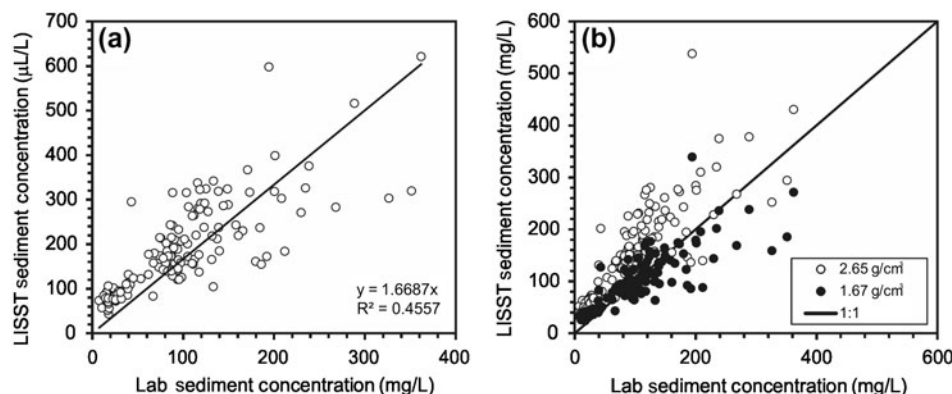 (a)
LISST sediment concentration (μL/L)
700
600
500
400
300
200
100
0
y = 1.6687x
R² = 0.4557
0 100 200 300 400
Lab sediment concentration (mg/L)
(b)
LISST sediment concentration (mg/L)
600
500
400
300
200
100
0
2.65 g/cm³
1.67 g/cm³
1:1
0 200 400 600
Lab sediment concentration (mg/L)